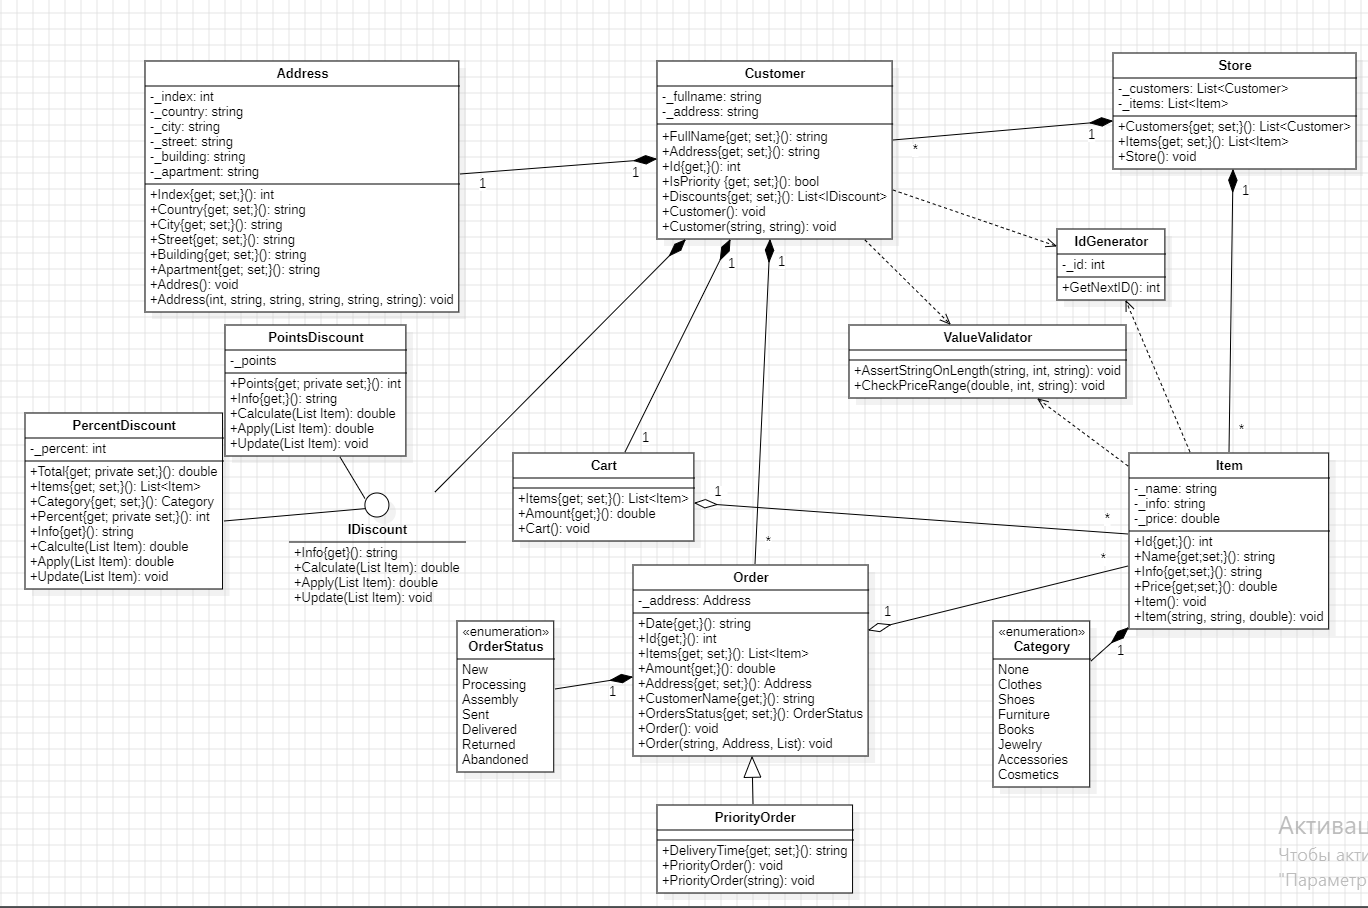 Address
-_index: int
-_country: string
-_city: string
-_street: string
-_building: string
-_apartment: string
+Index{get; set;}(): int
+Country{get; set;}(): string
+City{get; set;}(): string
+Street{get; set;}(): string
+Building{get; set;}(): string
+Apartment{get; set;}(): string
+Addres(): void
+Address(int, string, string, string, string, string): void
1
1
Customer
-_fullname: string
-_address: string
+FullName{get; set;}(): string
+Address{get; set;}(): string
+Id{get;}(): int
+IsPriority {get; set;}(): bool
+Discounts{get; set;}(): List<IDiscount>
+Customer(): void
+Customer(string, string): void
*
1
Store
-_customers: List<Customer>
-_items: List<Item>
+Customers{get; set;}(): List<Customer>
+Items{get; set;}(): List<Item>
+Store(): void
1
1
1
IdGenerator
-_id: int
+GetNextID(): int
ValueValidator
+AssertStringOnLength(string, int, string): void
+CheckPriceRange(double, int, string): void
PointsDiscount
-_points
+Points{get; private set;}(): int
+Info{get;}(): string
+Calculate(List Item): double
+Apply(List Item): double
+Update(List Item): void
PercentDiscount
-_percent: int
+Total{get; private set;}(): double
+Items{get; set;}(): List<Item>
+Category{get; set;}(): Category
+Percent{get; private set;}(): int
+Info{get}(): string
+Calculte(List Item): double
+Apply(List Item): double
+Update(List Item): void
IDiscount
+Info{get}(): string
+Calculate(List Item): double
+Apply(List Item): double
+Update(List Item): void
1
Cart
+Items{get; set;}(): List<Item>
+Amount{get;}(): double
+Cart(): void
1
*
*
*
*
Item
-_name: string
-_info: string
-_price: double
+Id{get;}(): int
+Name{get;set;}(): string
+Info{get;set;}(): string
+Price{get;set;}(): double
+Item(): void
+Item(string, string, double): void
Order
-_address: Address
+Date{get;}(): string
+Id{get;}(): int
+Items{get; set;}(): List<Item>
+Amount{get;}(): double
+Address{get; set;}(): Address
+CustomerName{get;}(): string
+OrdersStatus{get; set;}(): OrderStatus
+Order(): void
+Order(string, Address, List): void
1
1
«enumeration»
OrderStatus
New
Processing
Assembly
Sent
Delivered
Returned
Abandoned
«enumeration»
Category
None
Clothes
Shoes
Furniture
Books
Jewelry
Accessories
Cosmetics
1
PriorityOrder
+DeliveryTime{get; set;}(): string
+PriorityOrder(): void
+PriorityOrder(string): void
Активац
Чтобы акти
"Параметр